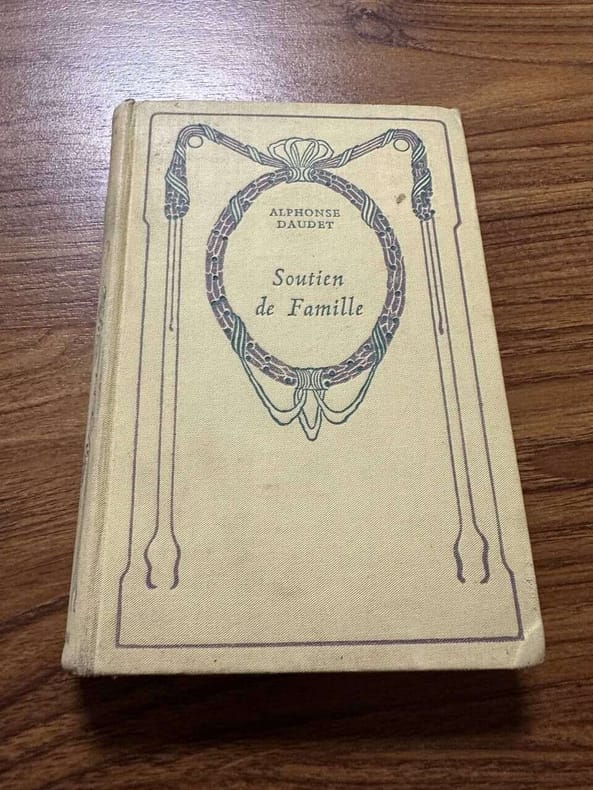 ALPHONSE
DAUDET
Soutien
de Famille